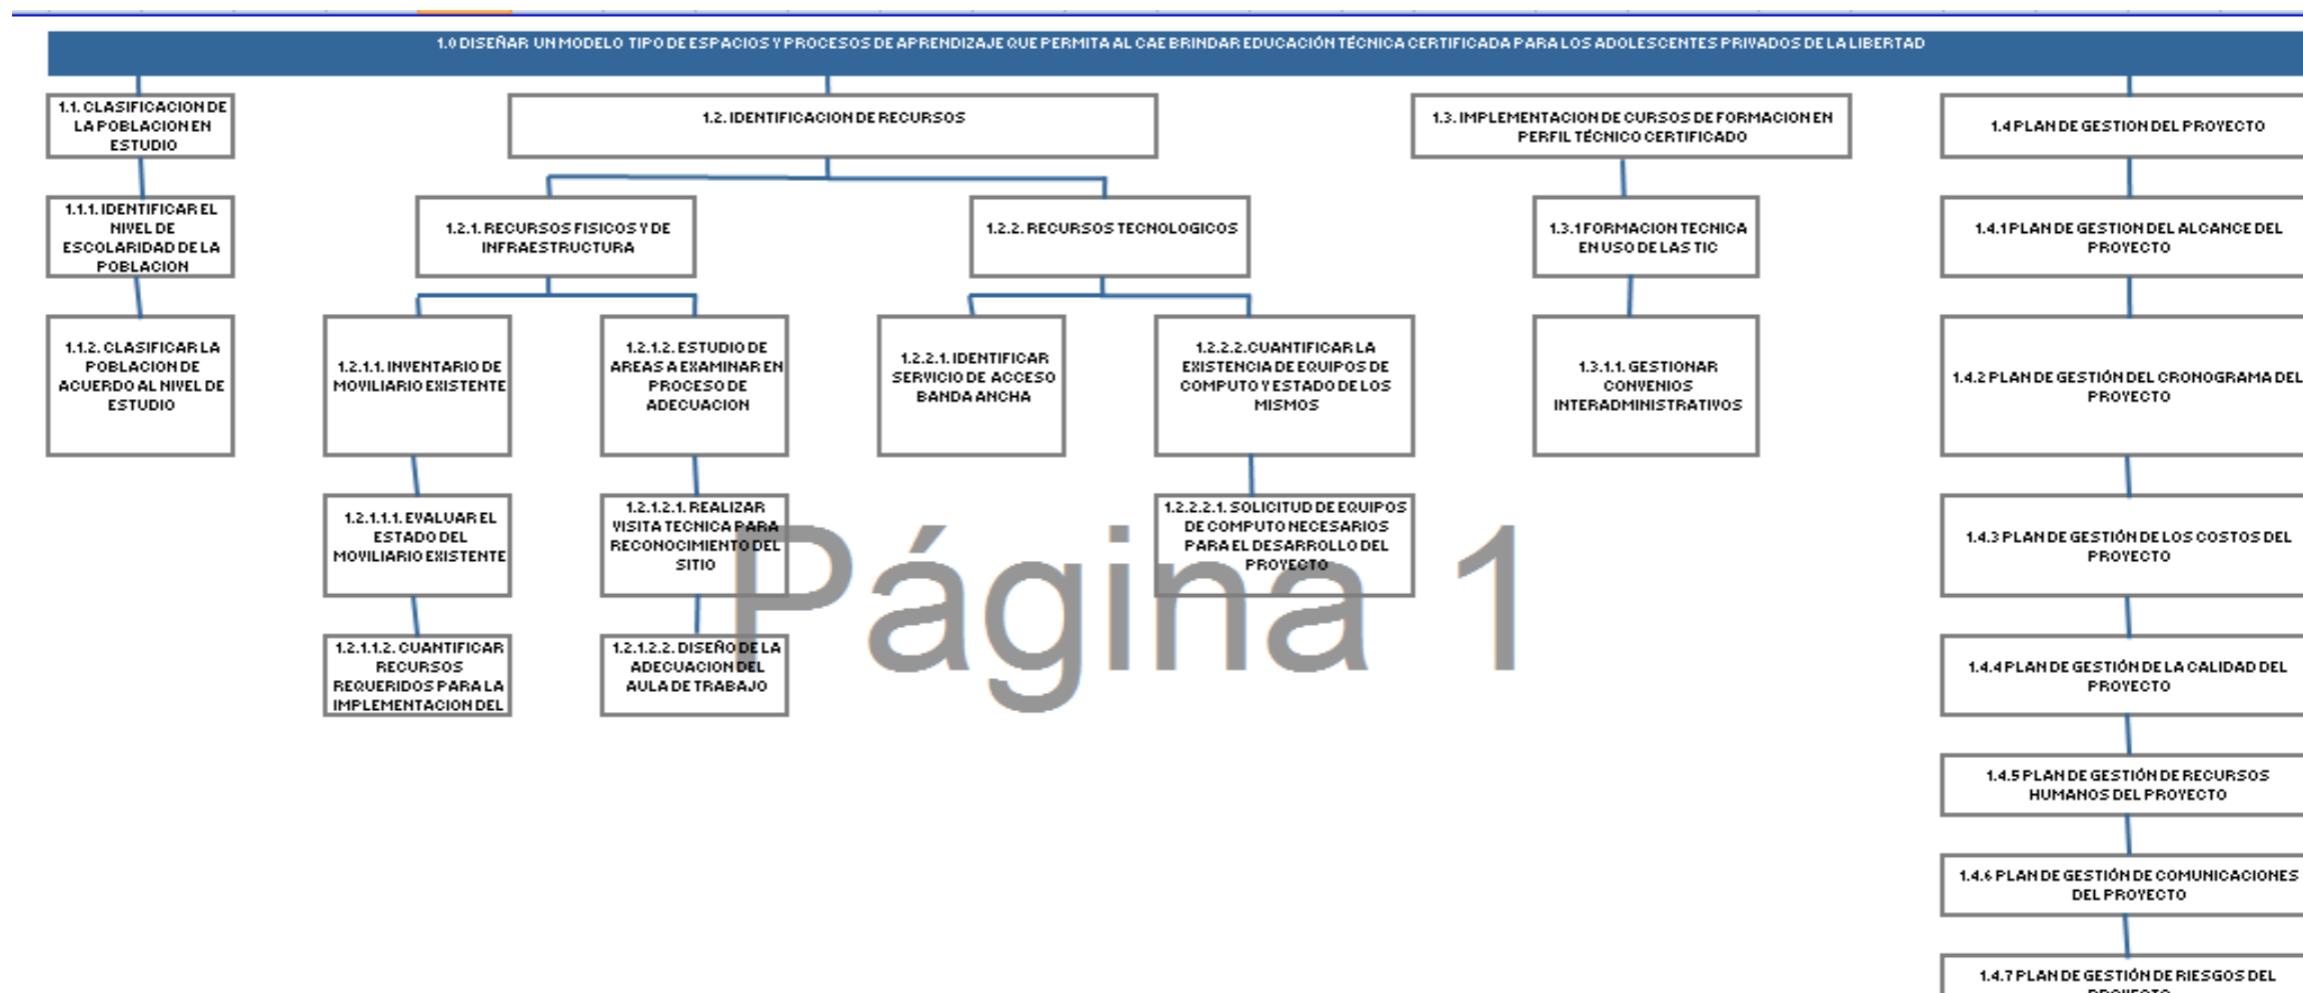 1.0 DISEÑAR UN MODELO TIPO DE ESPACIOS Y PROCESOS DE APRENDIZAJE QUE PERMITA AL CAE BRINDAR EDUCACIÓN TÉCNICA CERTIFICADA PARA LOS ADOLESCENTES PRIVADOS DE LA LIBERTAD
1.1. CLASIFICACION DE
LA POBLACION EN
ESTUDIO
1.1.1. IDENTIFICAR EL
NIVEL DE
ESCOLARIDAD DE LA
POBLACION
1.1.2. CLASIFICAR LA
POBLACION DE
ACUERDO AL NIVEL DE
ESTUDIO
1.2. IDENTIFICACION DE RECURSOS
1.2.1. RECURSOS FISICOS Y DE
INFRAESTRUCTURA
1.2.1.1. INVENTARIO DE
MOVILIARIO EXISTENTE
1.2.1.1.1. EVALUAR EL
ESTADO DEL
MOVILIARIO EXISTENTE
1.2.1.1.2. CUANTIFICAR
RECURSOS
REQUERIDOS PARA LA
IMPLEMENTACION DEL
1.2.1.2. ESTUDIO DE
AREAS A EXAMINAR EN
PROCESO DE
ADECUACION
1.2.1.2.1. REALIZAR
VISITA TECNICA PARA
RECONOCIMIENTO DEL
SITIO
1.2.1.2.2. DISEÑO DE LA
ADECUACION DEL
AULA DE TRABAJO
1.2.2. RECURSOS TECNOLOGICOS
1.2.2.1. IDENTIFICAR
SERVICIO DE ACCESO
BANDA ANCHA
1.2.2.2.CUANTIFICAR LA
EXISTENCIA DE EQUIPOS DE
COMPUTO Y ESTADO DE LOS
MISMOS
1.2.2.2.1. SOLICITUD DE EQUIPOS
DE COMPUTO NECESARIOS
PARA EL DESARROLLO DEL
PROYECTO
1.3. IMPLEMENTACION DE CURSOS DE FORMACION EN
PERFIL TÉCNICO CERTIFICADO
1.3.1 FORMACION TECNICA
EN USO DE LAS TIC
1.3.1.1. GESTIONAR
CONVENIOS
INTERADMINISTRATIVOS
1.4 PLAN DE GESTION DEL PROYECTO
1.4.1 PLAN DE GESTION DEL ALCANCE DEL
PROYECTO
1.4.2 PLAN DE GESTIÓN DEL CRONOGRAMA DEL
PROYECTO
1.4.3 PLAN DE GESTIÓN DE LOS COSTOS DEL
PROYECTO
1.4.4 PLAN DE GESTIÓN DE LA CALIDAD DEL
PROYECTO
1.4.5 PLAN DE GESTIÓN DE RECURSOS
HUMANOS DEL PROYECTO
1.4.6 PLAN DE GESTIÓN DE COMUNICACIONES
DEL PROYECTO
1.4.7 PLAN DE GESTIÓN DE RIESGOS DEL
Página 1